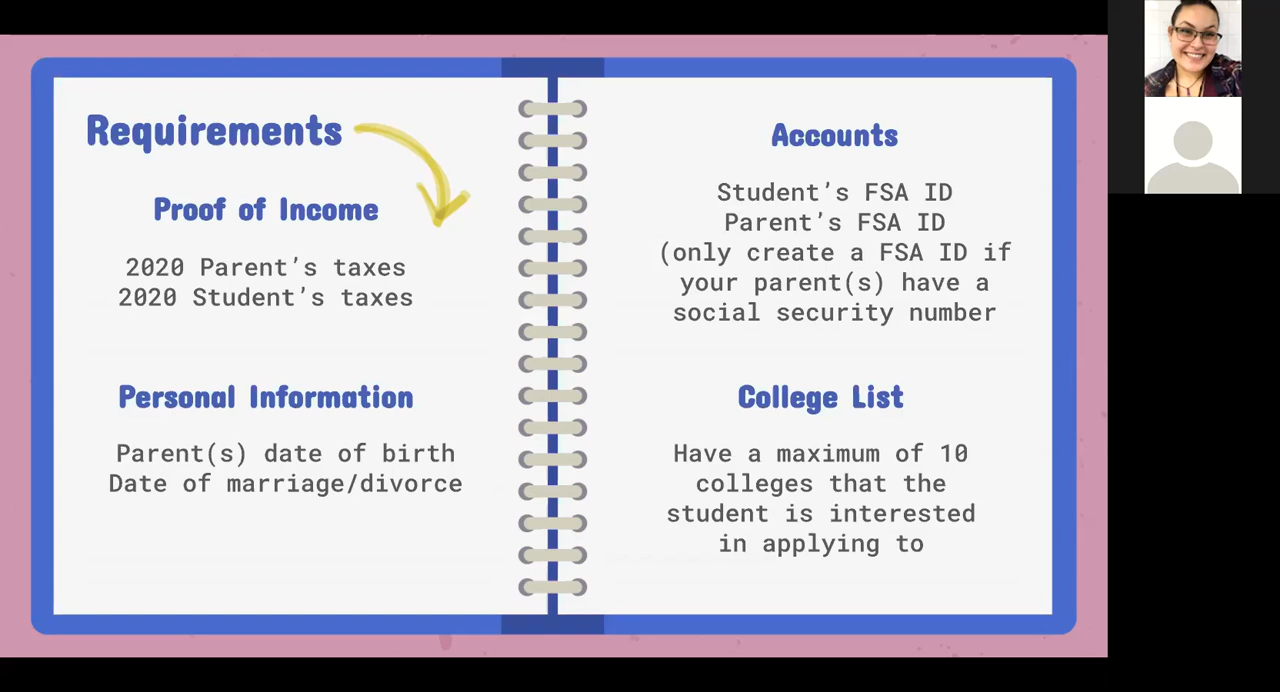 Requirements
Proof of Income
2020 Parent’s taxes
2020 Student’s taxes
Personal Information
Parent(s) date of birth
Date of marriage/divorce
Accounts
Student’s FSA ID
Parent’s FSA ID
(only create a FSA ID if
your parent(s) have a
social security number
College List
Have a maximum of 10
colleges that the
student is interested
in applying to